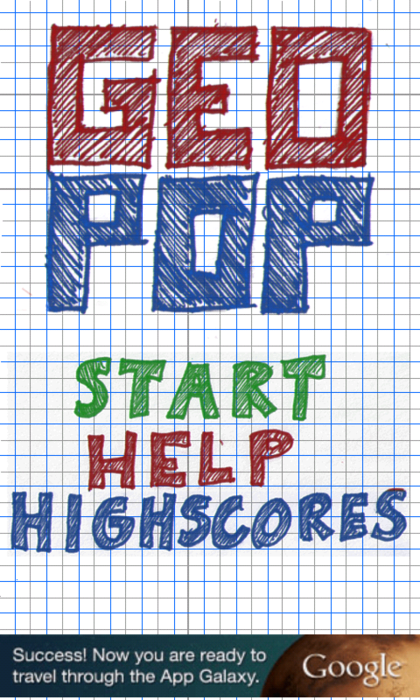 GEO
POP
START
HELP
HIGHSCORES
Success! Now you are ready to
travel through the App Galaxy.
Google